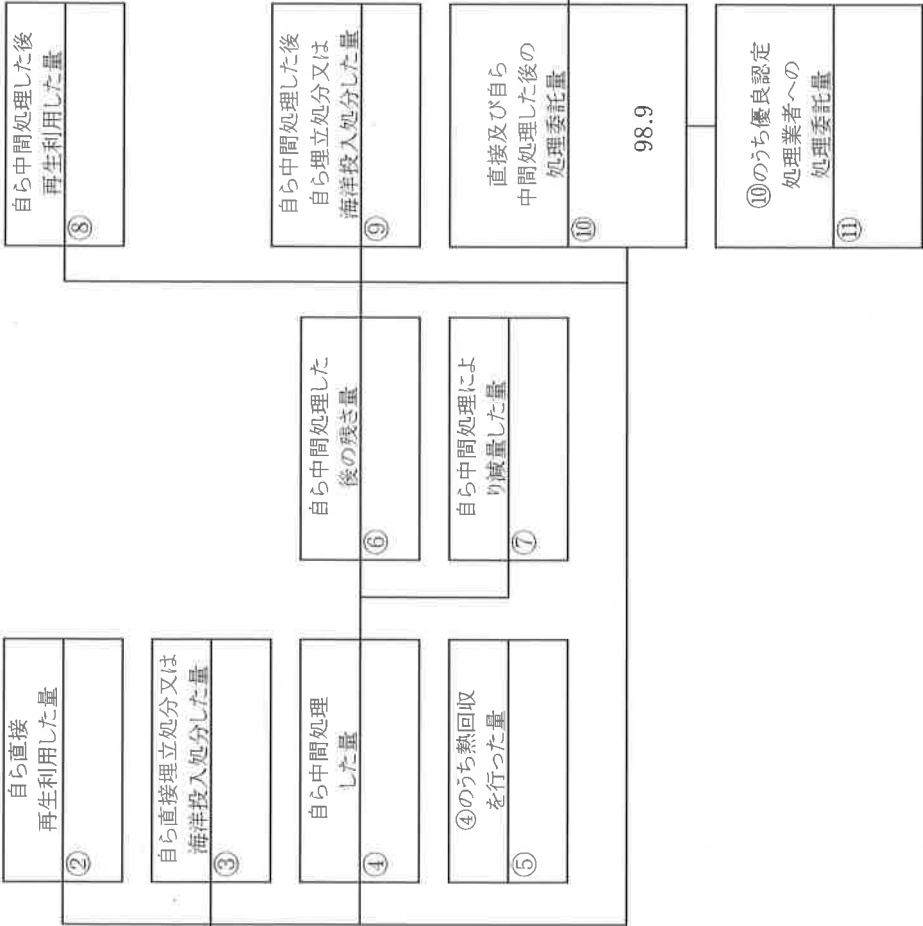 ②
自ら直接
再生利用した量
③
自ら直接埋立処分又は
海洋投入処分した量
④
自ら中間処理
した量
⑤
④のうち熱回収
を行った量
⑥
自ら中間処理した
後の残さ量
⑦
自ら中間処理によ
り減量した量
⑧
自ら中間処理した後
再生利用した量
⑨
自ら中間処理した後
自ら埋立処分又は
海洋投入処分した量
⑩
直接及び自ら
中間処理した後の
処理委託量
98.9
⑪
⑩のうち優良認定
処理業者への
処理委託量